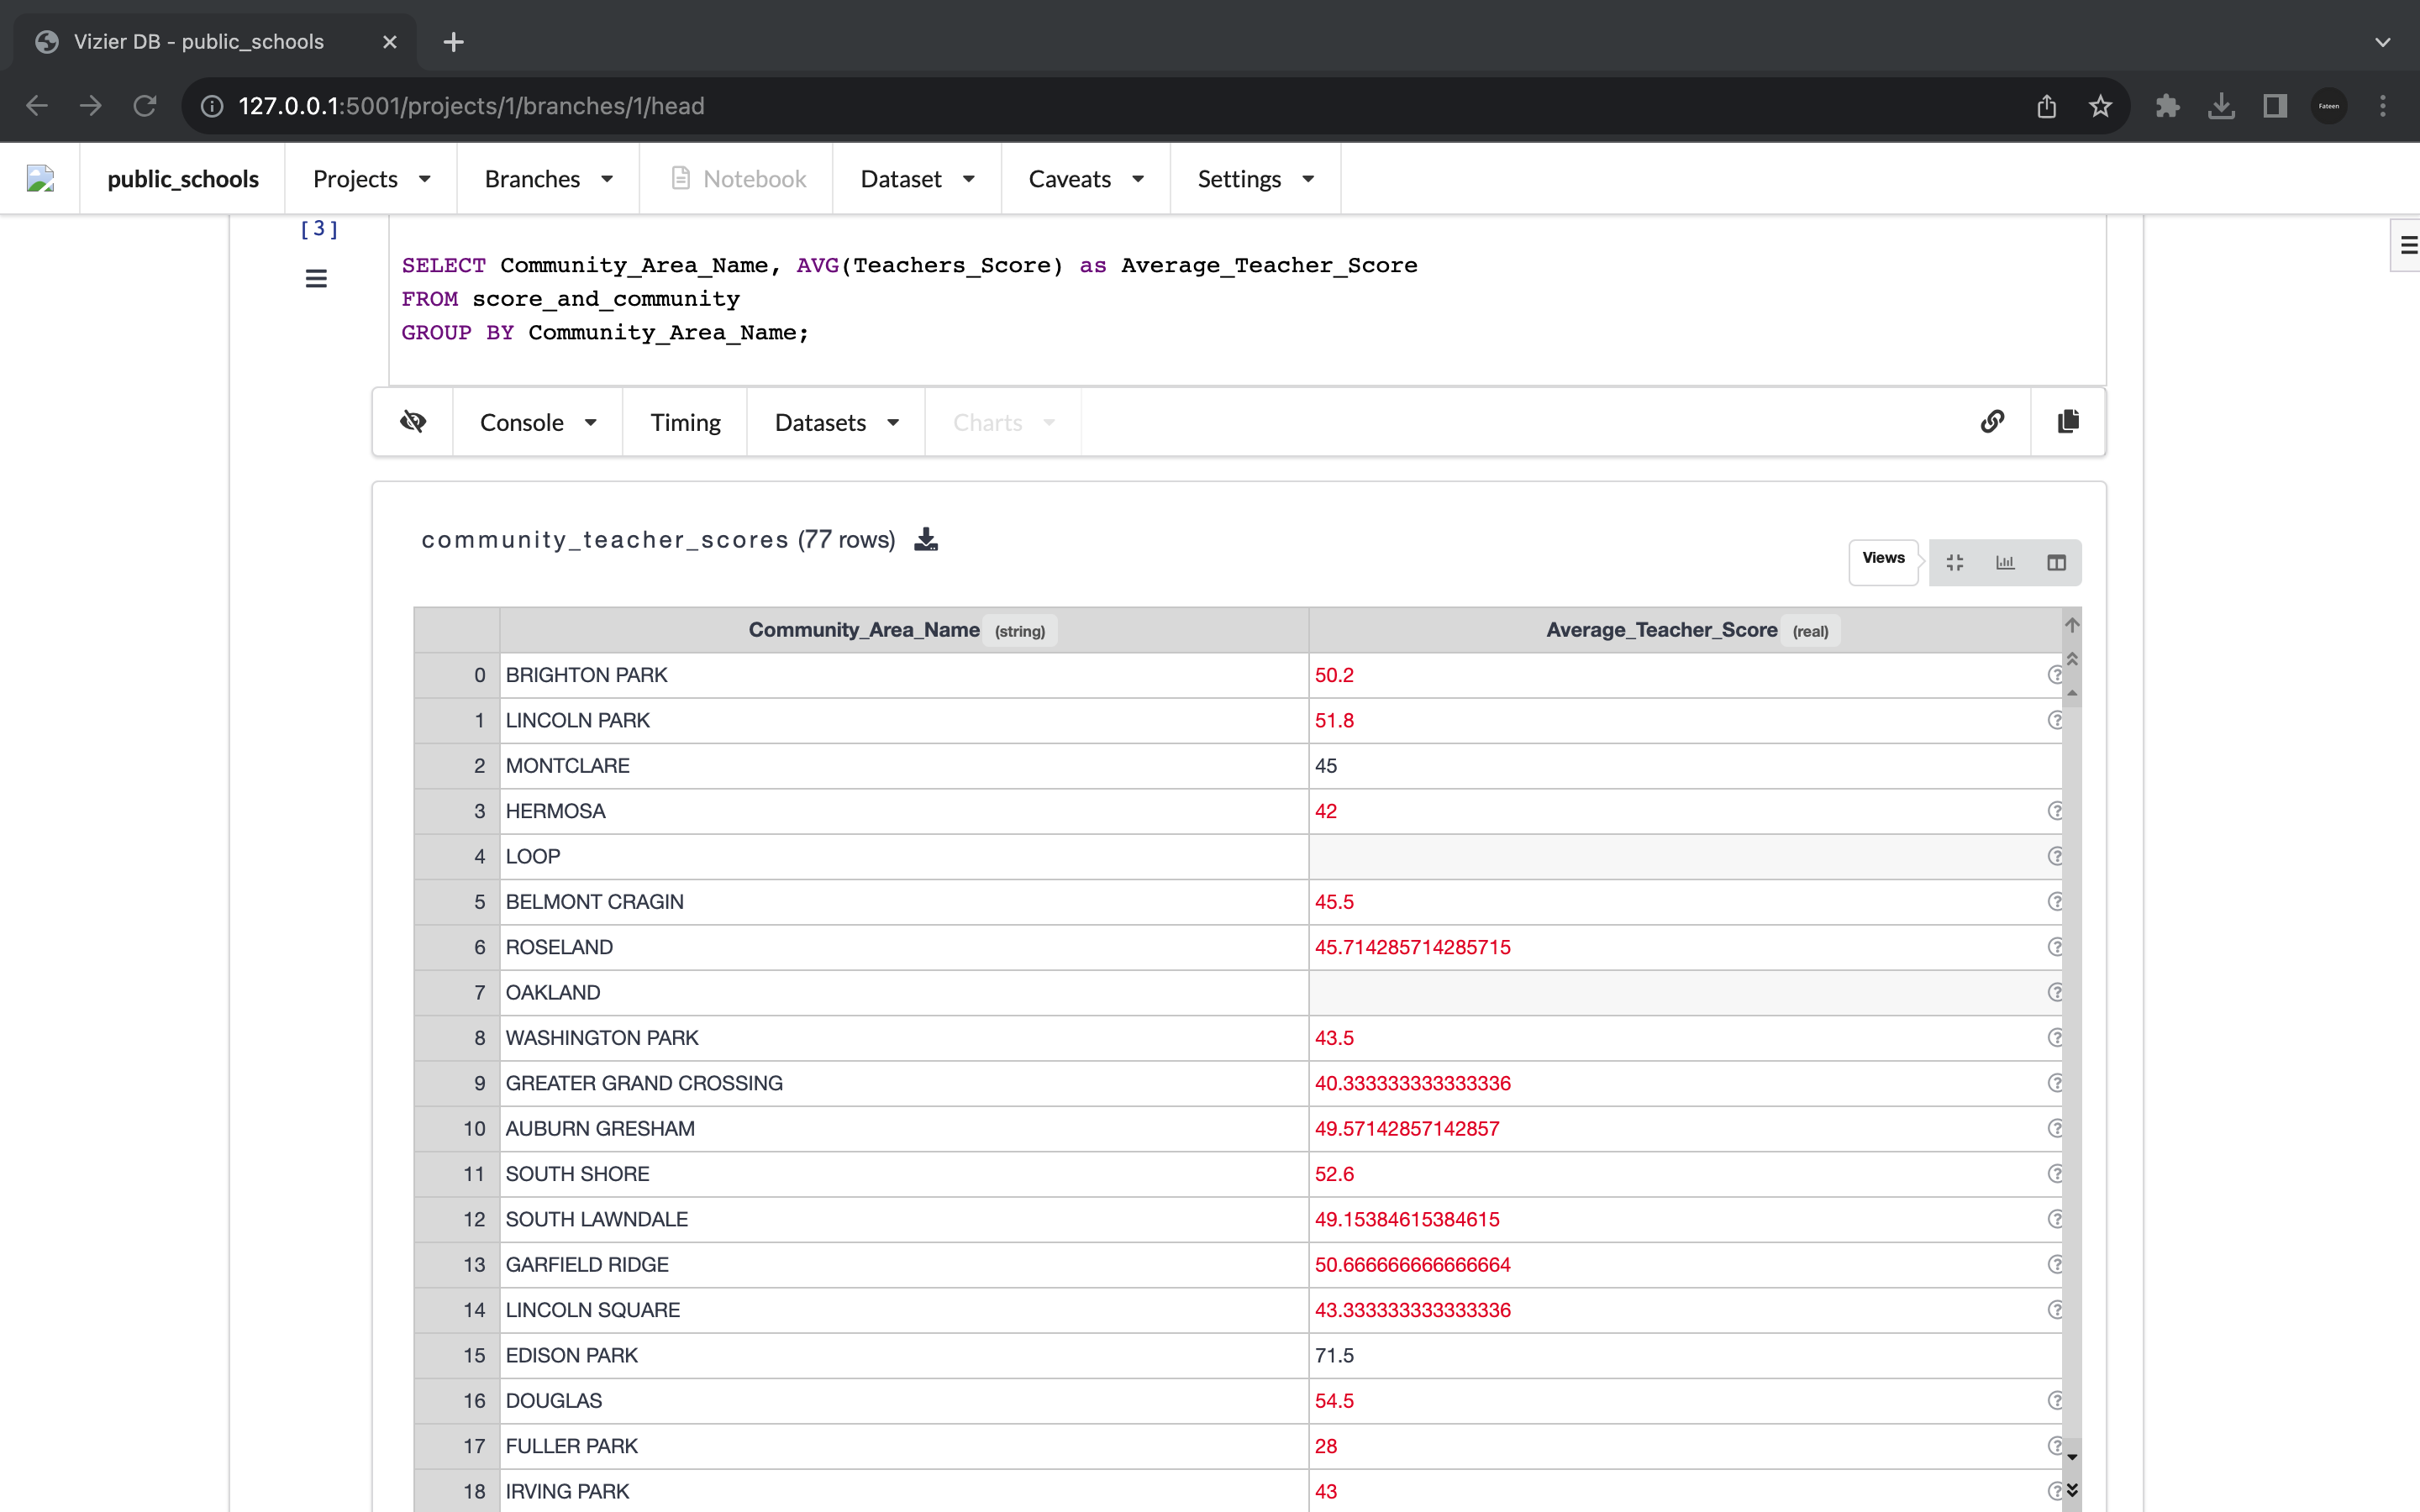 Vizier DB - public_schools
127.0.0.1:5001/projects/1/branches/1/head
Fateen
public_schools Projects Branches Notebook Dataset Caveats Settings
[3]
SELECT Community_Area_Name, AVG(Teachers_Score) as Average_Teacher_Score
FROM score_and_community
GROUP BY Community_Area_Name;
Console Timing Datasets Charts
community_teacher_scores (77 rows)
Views
Community_Area_Name (string) Average_Teacher_Score (real)
0 BRIGHTON PARK 50.2
1 LINCOLN PARK 51.8
2 MONTCLARE 45
3 HERMOSA 42
4 LOOP
5 BELMONT CRAGIN 45.5
6 ROSELAND 45.714285714285715
7 OAKLAND
8 WASHINGTON PARK 43.5
9 GREATER GRAND CROSSING 40.333333333333336
10 AUBURN GRESHAM 49.57142857142857
11 SOUTH SHORE 52.6
12 SOUTH LAWNDALE 49.15384615384615
13 GARFIELD RIDGE 50.666666666666664
14 LINCOLN SQUARE 43.333333333333336
15 EDISON PARK 71.5
16 DOUGLAS 54.5
17 FULLER PARK 28
18 IRVING PARK 43